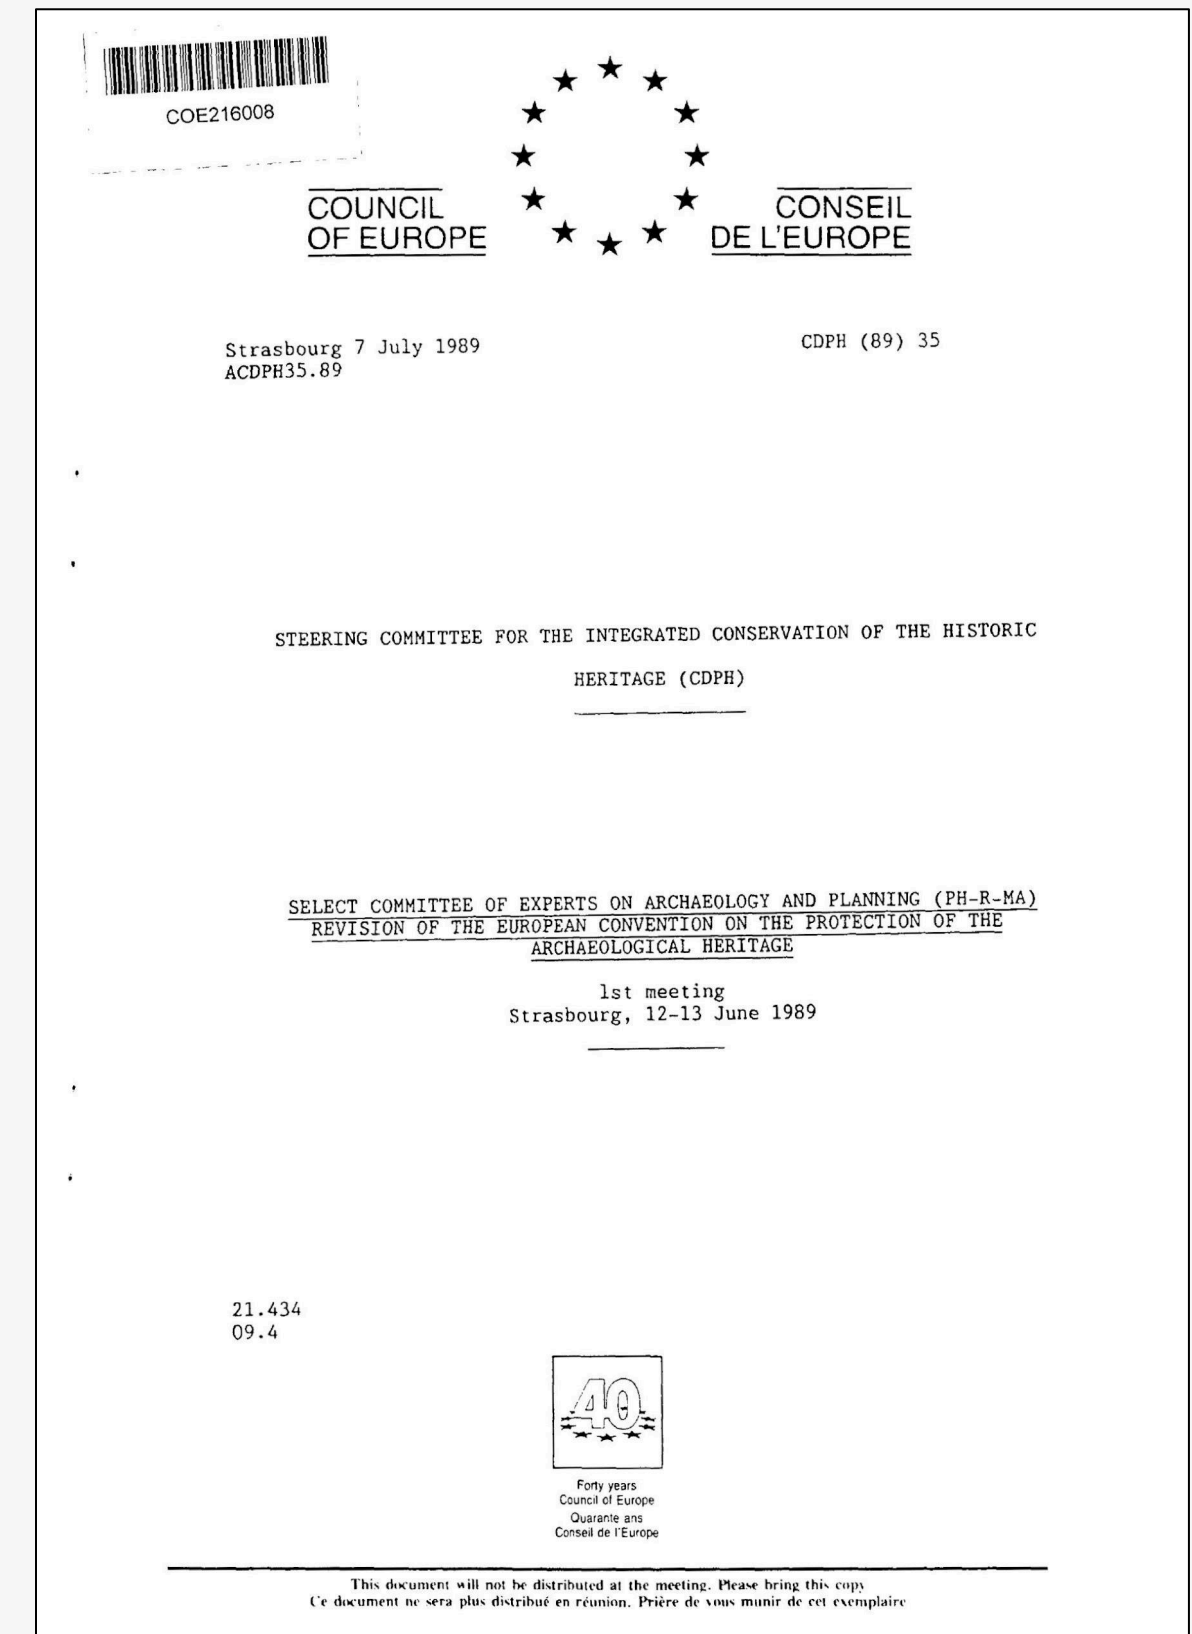 COE216008
COUNCIL
OF EUROPE
CONSEIL
DE L'EUROPE
Strasbourg 7 July 1989
ACDPH35.89
CDPH (89) 35
STEERING COMMITTEE FOR THE INTEGRATED CONSERVATION OF THE HISTORIC
HERITAGE (CDPH)
SELECT COMMITTEE OF EXPERTS ON ARCHAEOLOGY AND PLANNING (PH-R-MA)
REVISION OF THE EUROPEAN CONVENTION ON THE PROTECTION OF THE
ARCHAEOLOGICAL HERITAGE
1st meeting
Strasbourg, 12-13 June 1989
21.434
09.4
40
Forty years
Council of Europe
Quarante ans
Conseil de l'Europe
This document will not be distributed at the meeting. Please bring this copy
Ce document ne sera plus distribué en réunion. Prière de vous munir de cet exemplaire